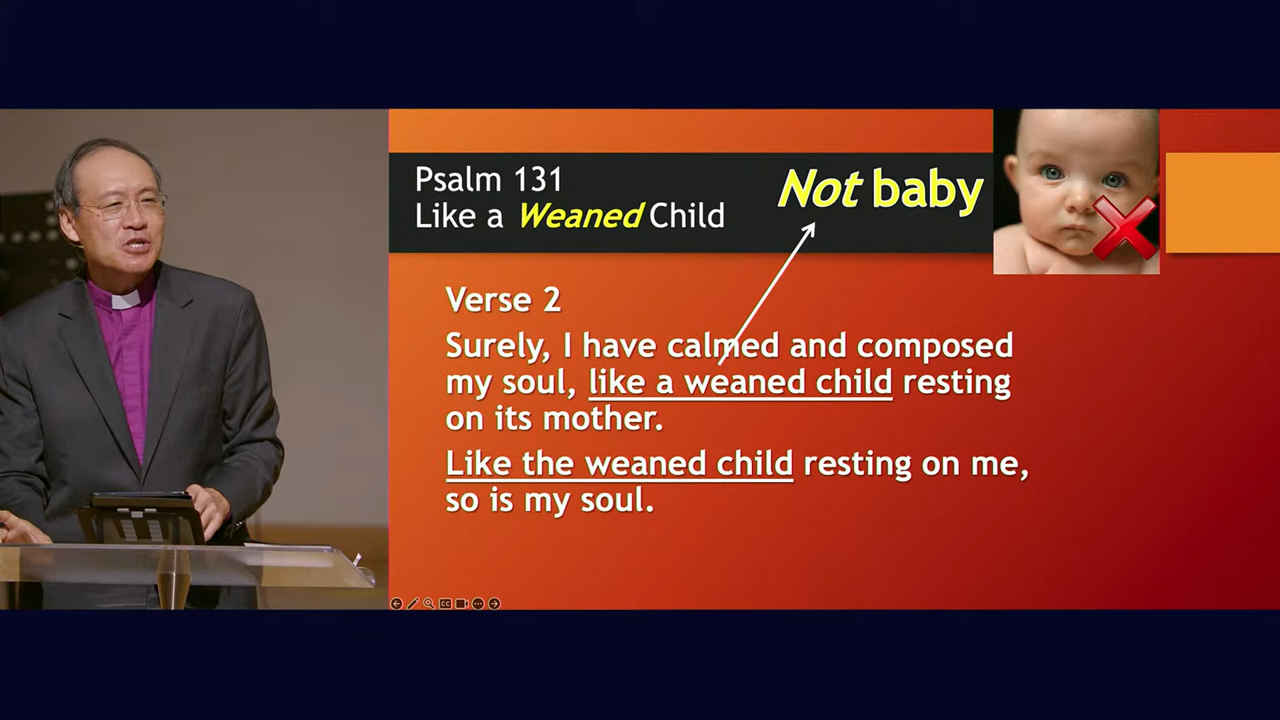 Psalm 131
Like a Weaned Child
Not baby
Verse 2
Surely, I have calmed and composed
my soul, like a weaned child resting
on its mother.
Like the weaned child resting on me,
so is my soul.
CC